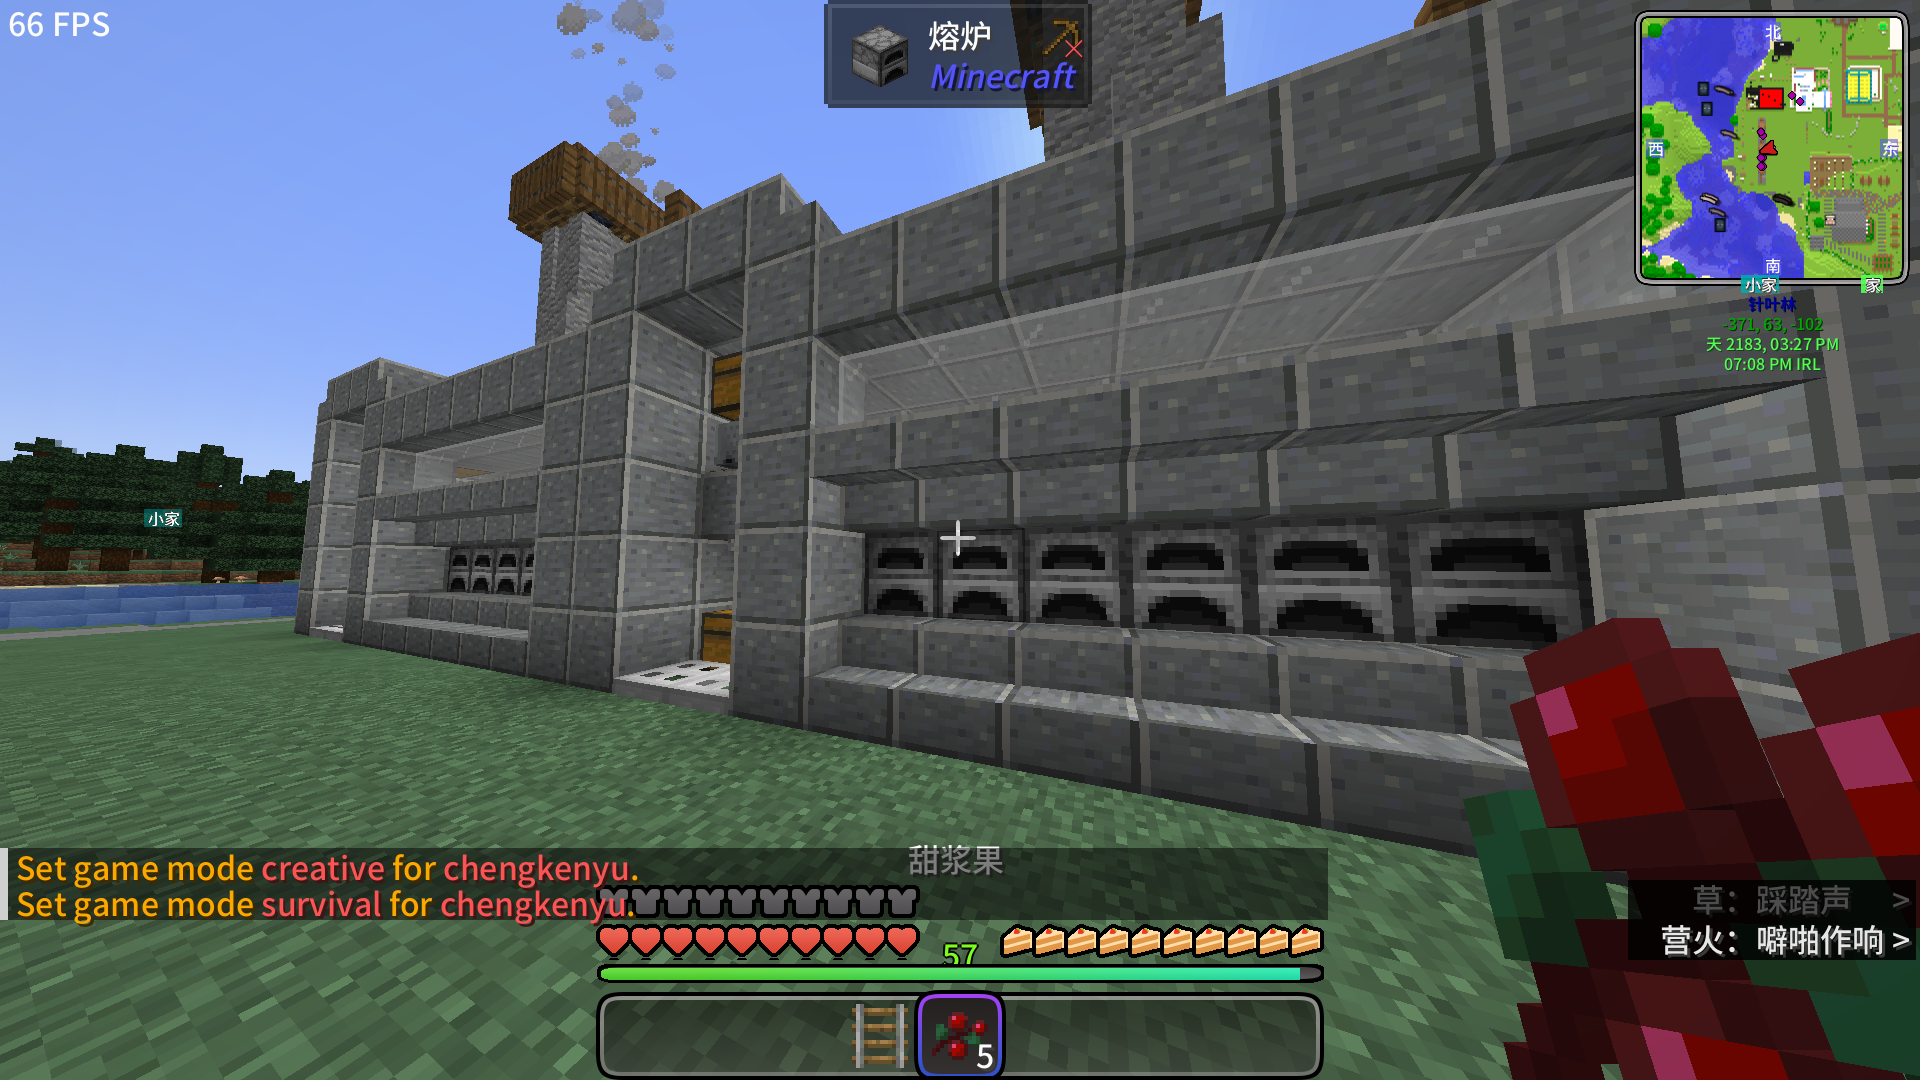 66 FPS
熔炉
Minecraft
北
西
东
南
小家
家
针叶林
-371, 63, -102
天 2183, 03:27 PM
07:08 PM IRL
小家
甜浆果
Set game mode creative for chengkenyu.
Set game mode survival for chengkenyu.
草：踩踏声 >
营火：噼啪作响 >
57
5